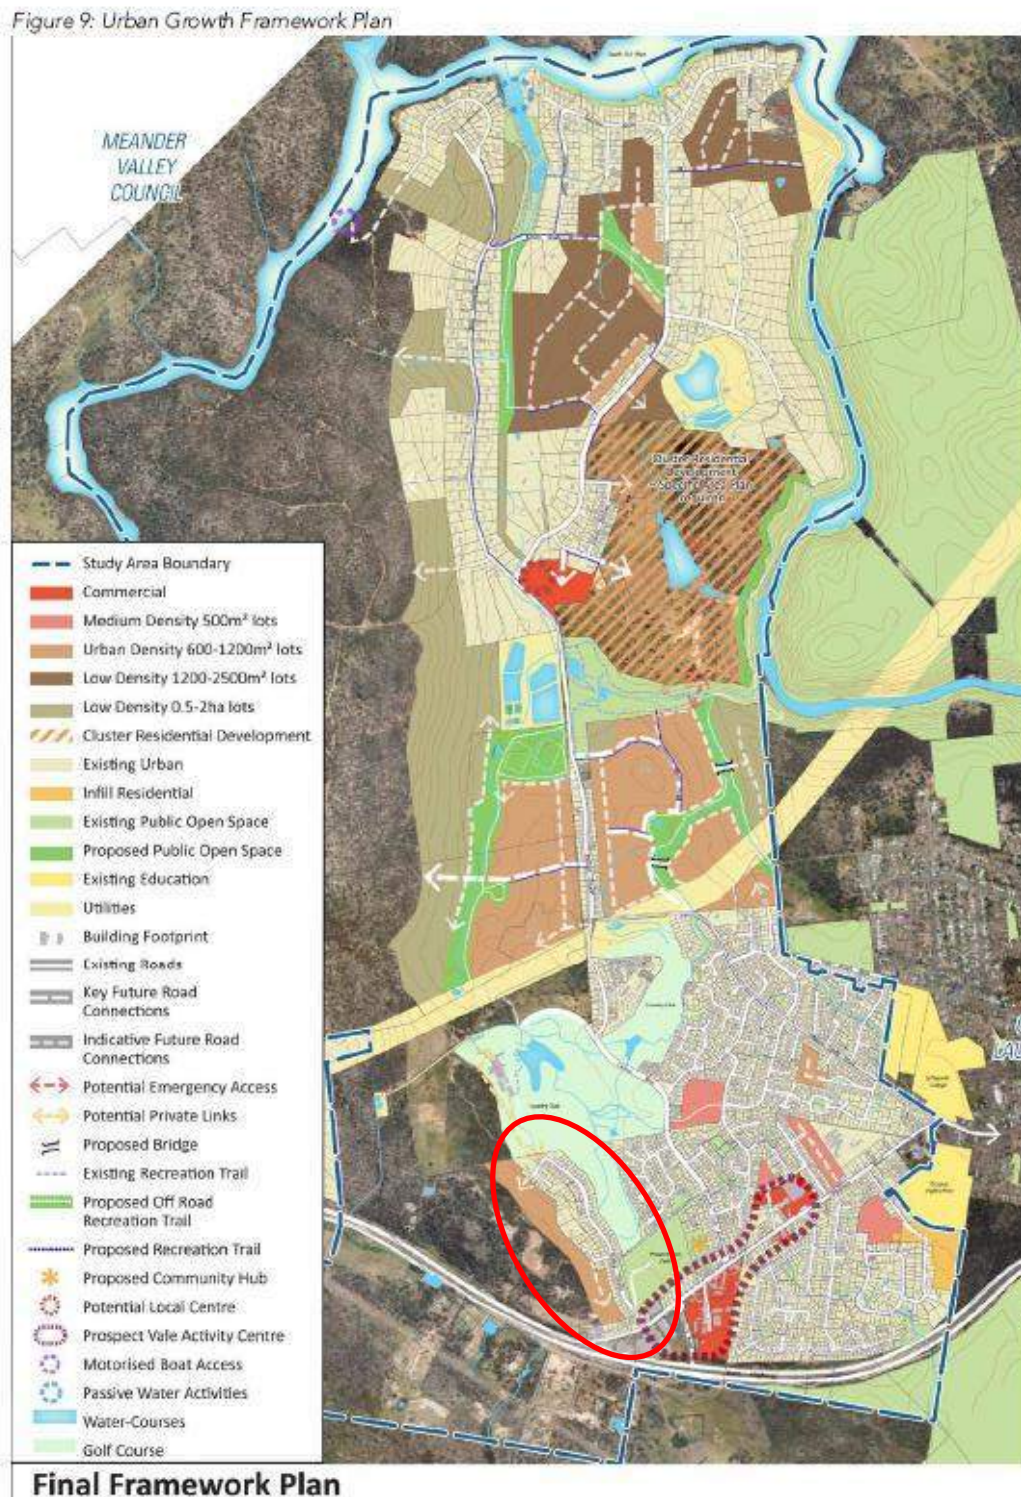 Figure 9: Urban Growth Framework Plan
MEANDER
VALLEY
COUNCIL
Study Area Boundary
Commercial
Medium Density 500m² lots
Urban Density 600-1200m² lots
Low Density 1200-2500m² lots
Low Density 0.5-2ha lots
Cluster Residential Development
Existing Urban
Infill Residential
Existing Public Open Space
Proposed Public Open Space
Existing Education
Utilities
Building Footprint
Existing Roads
Key Future Road
Connections
Indicative Future Road
Connections
Potential Emergency Access
Potential Private Links
Proposed Bridge
Existing Recreation Trail
Proposed Off Road
Recreation Trail
Proposed Recreation Trail
Proposed Community Hub
Potential Local Centre
Prospect Vale Activity Centre
Motorised Boat Access
Passive Water Activities
Water-Courses
Golf Course
Final Framework Plan